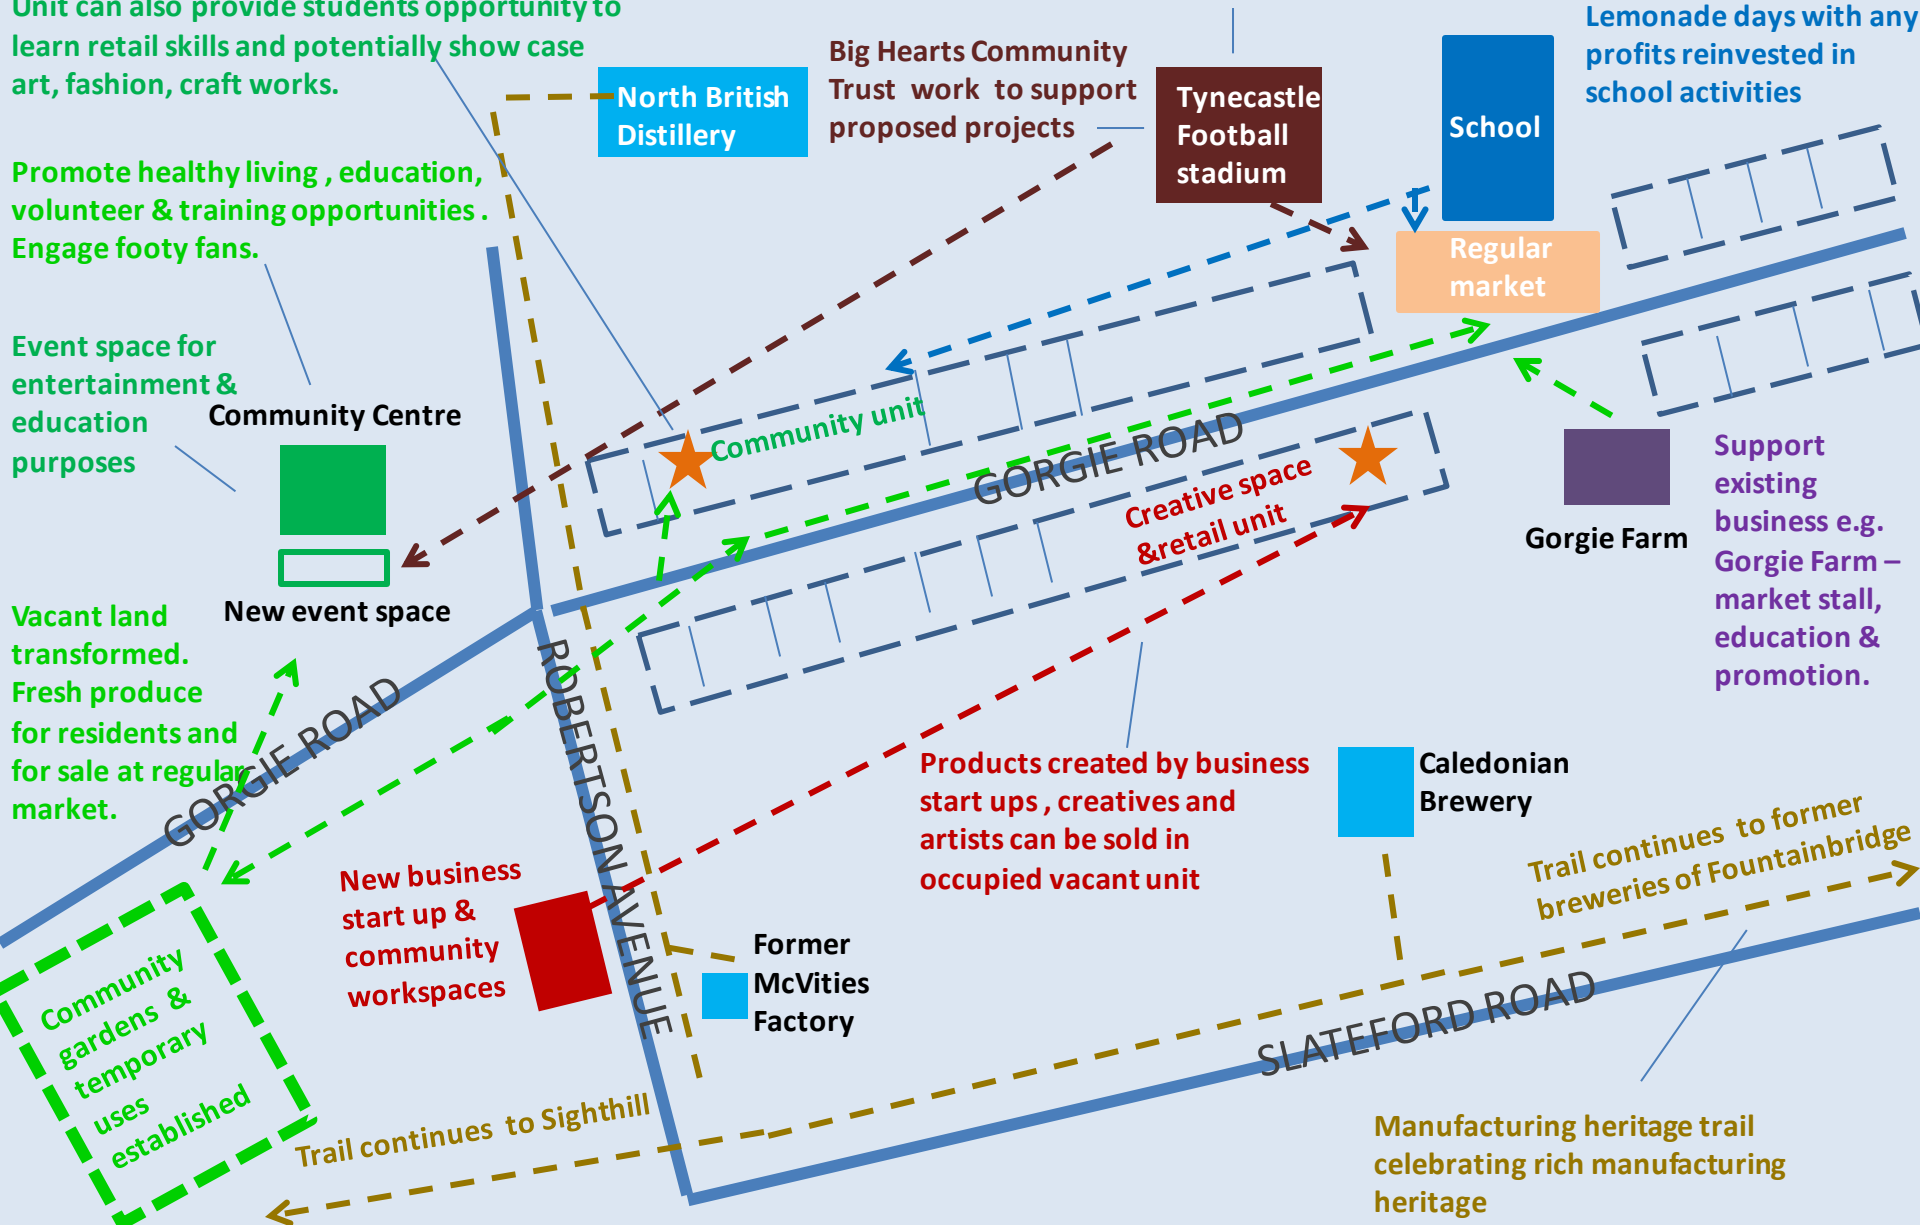 Unit can also provide students opportunity to
learn retail skills and potentially show case
art, fashion, craft works.
North British
Distillery
Big Hearts Community
Trust work to support
proposed projects
Tynecastle
Football
stadium
School
Lemonade days with any
profits reinvested in
school activities
Promote healthy living , education,
volunteer & training opportunities .
Engage footy fans.
Regular
market
Event space for
entertainment &
education
purposes
Community Centre
New event space
Community unit
GORGIE ROAD
Creative space
&retail unit
Gorgie Farm
Support
existing
business e.g.
Gorgie Farm –
market stall,
education &
promotion.
Vacant land
transformed.
Fresh produce
for residents and
for sale at regular
market.
GORGIE ROAD
ROBERTSON AVENUE
Products created by business
start ups , creatives and
artists can be sold in
occupied vacant unit
Caledonian
Brewery
Trail continues to former
breweries of Fountainbridge
New business
start up &
community
workspaces
Former
McVities
Factory
Community
gardens &
temporary
uses
established
SLATEFORD ROAD
Trail continues to Sighthill
Manufacturing heritage trail
celebrating rich manufacturing
heritage